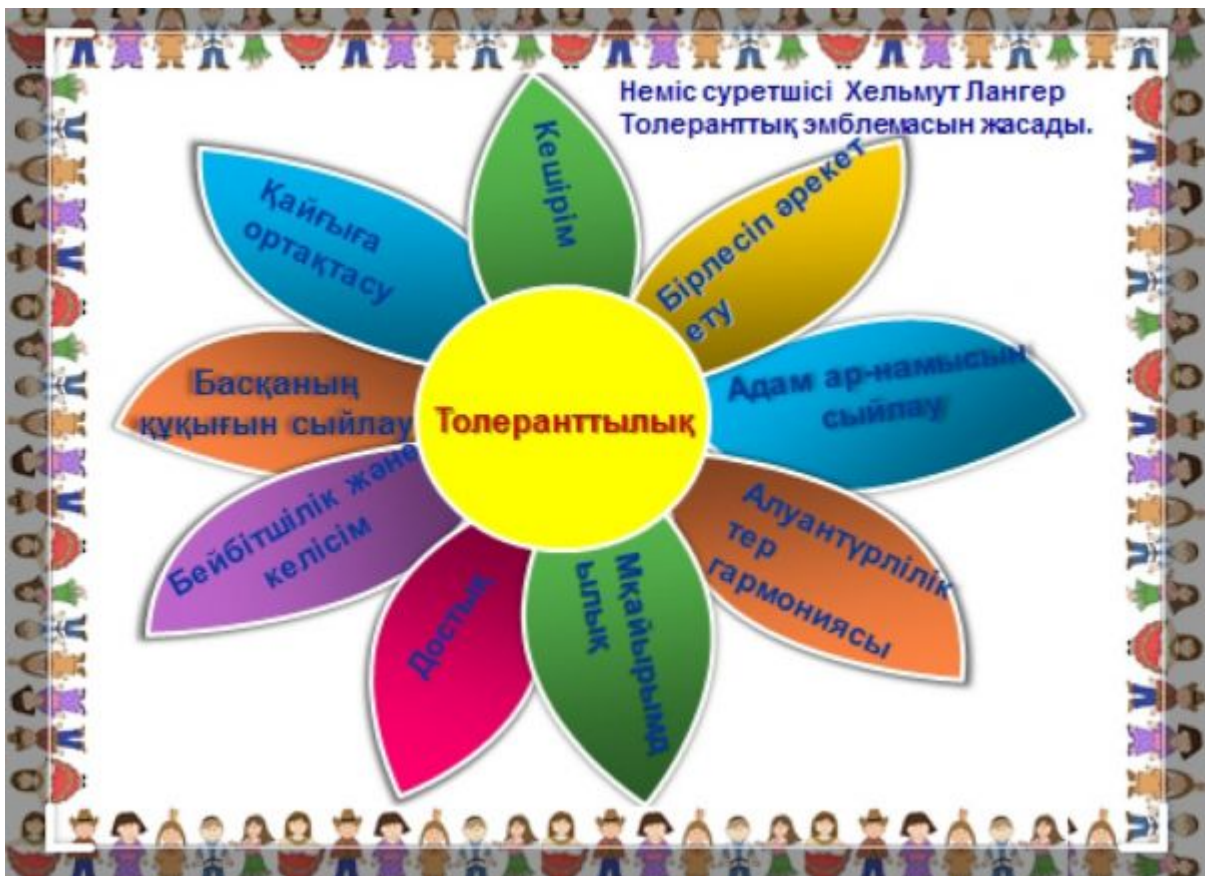 Неміс суретшісі Хельмут Лангер
Толеранттық эмблемасын жасады.
Кешірім
Бірлесіп әрекет
ету
Адам ар-намысын
сыйлау
Алуантүрлілік
тер
гармониясы
Мқайырымд
ылық
Достық
Бейбітшілік және
келісім
Басқаның
құқығын сыйлау
Қайғыға
ортақтасу
Толеранттылық